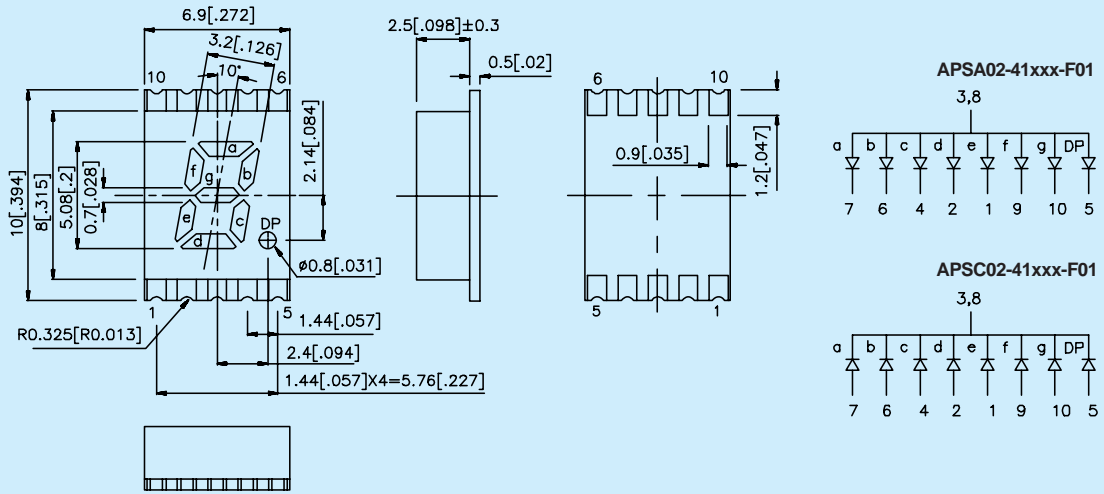 6.9[.272]
3.2[.126]
10°
10
6
10[.394]
8[.315]
5.08[.2]
0.7[.028]
2.14[.084]
a
f
g
b
e
c
d
DP
ø0.8[.031]
1
5
R0.325[R0.013]
1.44[.057]
2.4[.094]
1.44[.057]X4=5.76[.227]
2.5[.098]±0.3
0.5[.02]
6
10
0.9[.035]
1.2[.047]
5
1
APSA02-41xxx-F01
3,8
a b c d e f g DP
7 6 4 2 1 9 10 5
APSC02-41xxx-F01
3,8
a b c d e f g DP
7 6 4 2 1 9 10 5